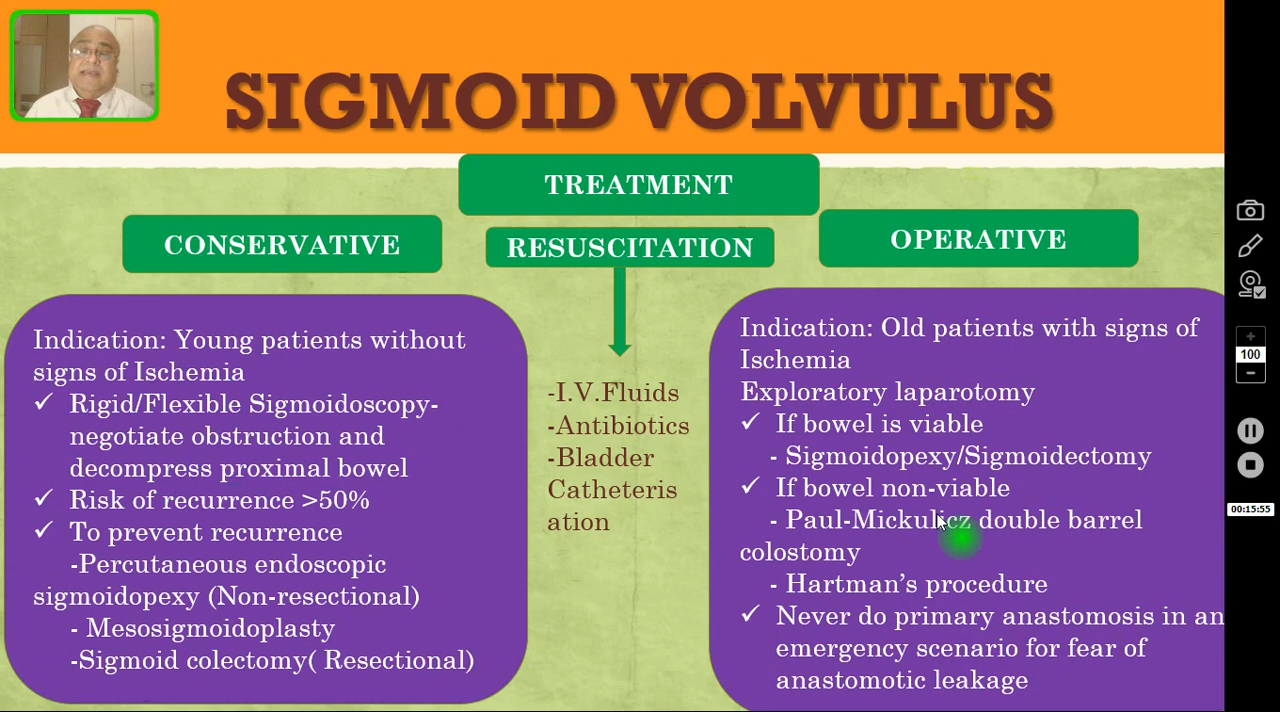 SIGMOID VOLVULUS
TREATMENT
CONSERVATIVE
RESUSCITATION
OPERATIVE
Indication: Young patients without
signs of Ischemia
✓ Rigid/Flexible Sigmoidoscopy-
negotiate obstruction and
decompress proximal bowel
✓ Risk of recurrence >50%
✓ To prevent recurrence
-Percutaneous endoscopic
sigmoidopexy (Non-resectional)
- Mesosigmoidoplasty
-Sigmoid colectomy( Resectional)
-I.V.Fluids
-Antibiotics
-Bladder
Catheteris
ation
Indication: Old patients with signs of
Ischemia
Exploratory laparotomy
✓ If bowel is viable
- Sigmoidopexy/Sigmoidectomy
✓ If bowel non-viable
- Paul-Mickulicz double barrel
colostomy
- Hartman's procedure
✓ Never do primary anastomosis in an
emergency scenario for fear of
anastomotic leakage
100
00:15:55